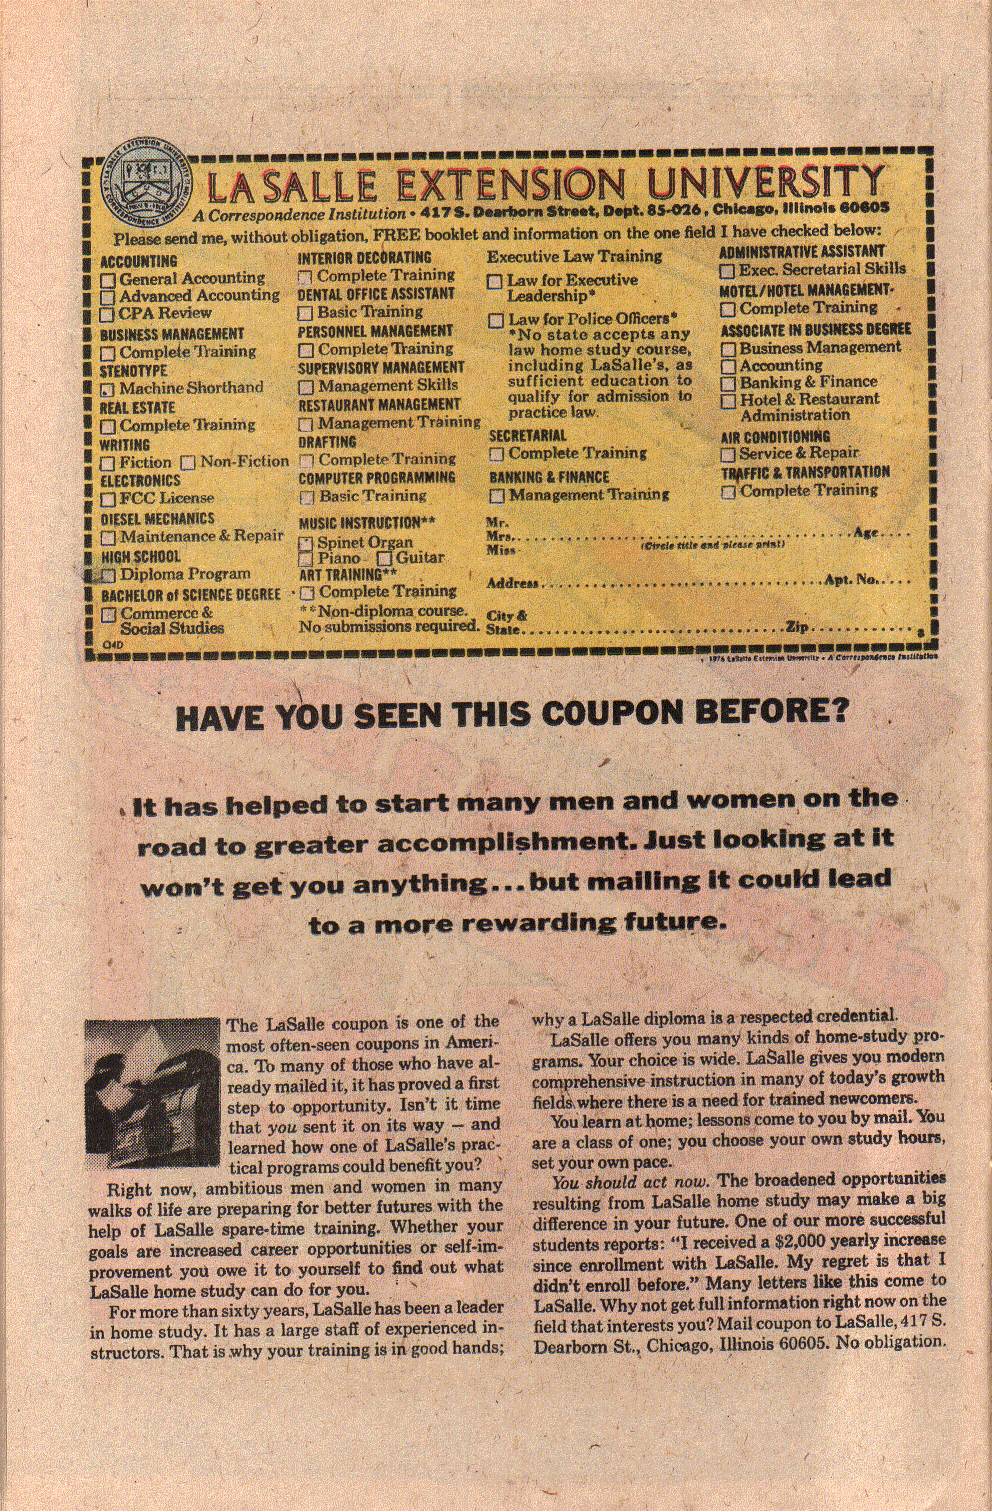 LASALLE EXTENSION UNIVERSITY
A Correspondence Institution • 417 S. Dearborn Street, Dept. 85-026, Chicago, Illinois 60605
Please send me, without obligation, FREE booklet and information on the one field I have checked below:
ACCOUNTING
General Accounting
Advanced Accounting
CPA Review
BUSINESS MANAGEMENT
Complete Training
STENOTYPE
Machine Shorthand
REAL ESTATE
Complete Training
WRITING
Fiction Non-Fiction
ELECTRONICS
FCC License
DIESEL MECHANICS
Maintenance & Repair
HIGH SCHOOL
Diploma Program
BACHELOR of SCIENCE DEGREE
Commerce &
Social Studies
Q4D
INTERIOR DECORATING
Complete Training
DENTAL OFFICE ASSISTANT
Basic Training
PERSONNEL MANAGEMENT
Complete Training
SUPERVISORY MANAGEMENT
Management Skills
RESTAURANT MANAGEMENT
Management Training
DRAFTING
Complete Training
COMPUTER PROGRAMMING
Basic Training
MUSIC INSTRUCTION**
Spinet Organ
Piano Guitar
ART TRAINING**
Complete Training
**Non-diploma course.
No submissions required.
Executive Law Training
Law for Executive
Leadership*
Law for Police Officers*
*No state accepts any
law home study course,
including LaSalle's, as
sufficient education to
qualify for admission to
practice law.
SECRETARIAL
Complete Training
BANKING & FINANCE
Management Training
ADMINISTRATIVE ASSISTANT
Exec. Secretarial Skills
MOTEL/HOTEL MANAGEMENT
Complete Training
ASSOCIATE IN BUSINESS DEGREE
Business Management
Accounting
Banking & Finance
Hotel & Restaurant
Administration
AIR CONDITIONING
Service & Repair
TRAFFIC & TRANSPORTATION
Complete Training
Mr.
Mrs. Age
Miss (Circle title and please print)
Address Apt. No.
City &
State Zip
1976 LaSalle Extension University • A Correspondence Institution
HAVE YOU SEEN THIS COUPON BEFORE?
It has helped to start many men and women on the
road to greater accomplishment. Just looking at it
won't get you anything...but mailing it could lead
to a more rewarding future.
The LaSalle coupon is one of the
most often-seen coupons in Ameri-
ca. To many of those who have al-
ready mailed it, it has proved a first
step to opportunity. Isn't it time
that you sent it on its way — and
learned how one of LaSalle's prac-
tical programs could benefit you?
Right now, ambitious men and women in many
walks of life are preparing for better futures with the
help of LaSalle spare-time training. Whether your
goals are increased career opportunities or self-im-
provement you owe it to yourself to find out what
LaSalle home study can do for you.
For more than sixty years, LaSalle has been a leader
in home study. It has a large staff of experienced in-
structors. That is why your training is in good hands;
why a LaSalle diploma is a respected credential.
LaSalle offers you many kinds of home-study pro-
grams. Your choice is wide. LaSalle gives you modern
comprehensive instruction in many of today's growth
fields where there is a need for trained newcomers.
You learn at home; lessons come to you by mail. You
are a class of one; you choose your own study hours,
set your own pace.
You should act now. The broadened opportunities
resulting from LaSalle home study may make a big
difference in your future. One of our more successful
students reports: "I received a $2,000 yearly increase
since enrollment with LaSalle. My regret is that I
didn't enroll before." Many letters like this come to
LaSalle. Why not get full information right now on the
field that interests you? Mail coupon to LaSalle, 417 S.
Dearborn St., Chicago, Illinois 60605. No obligation.